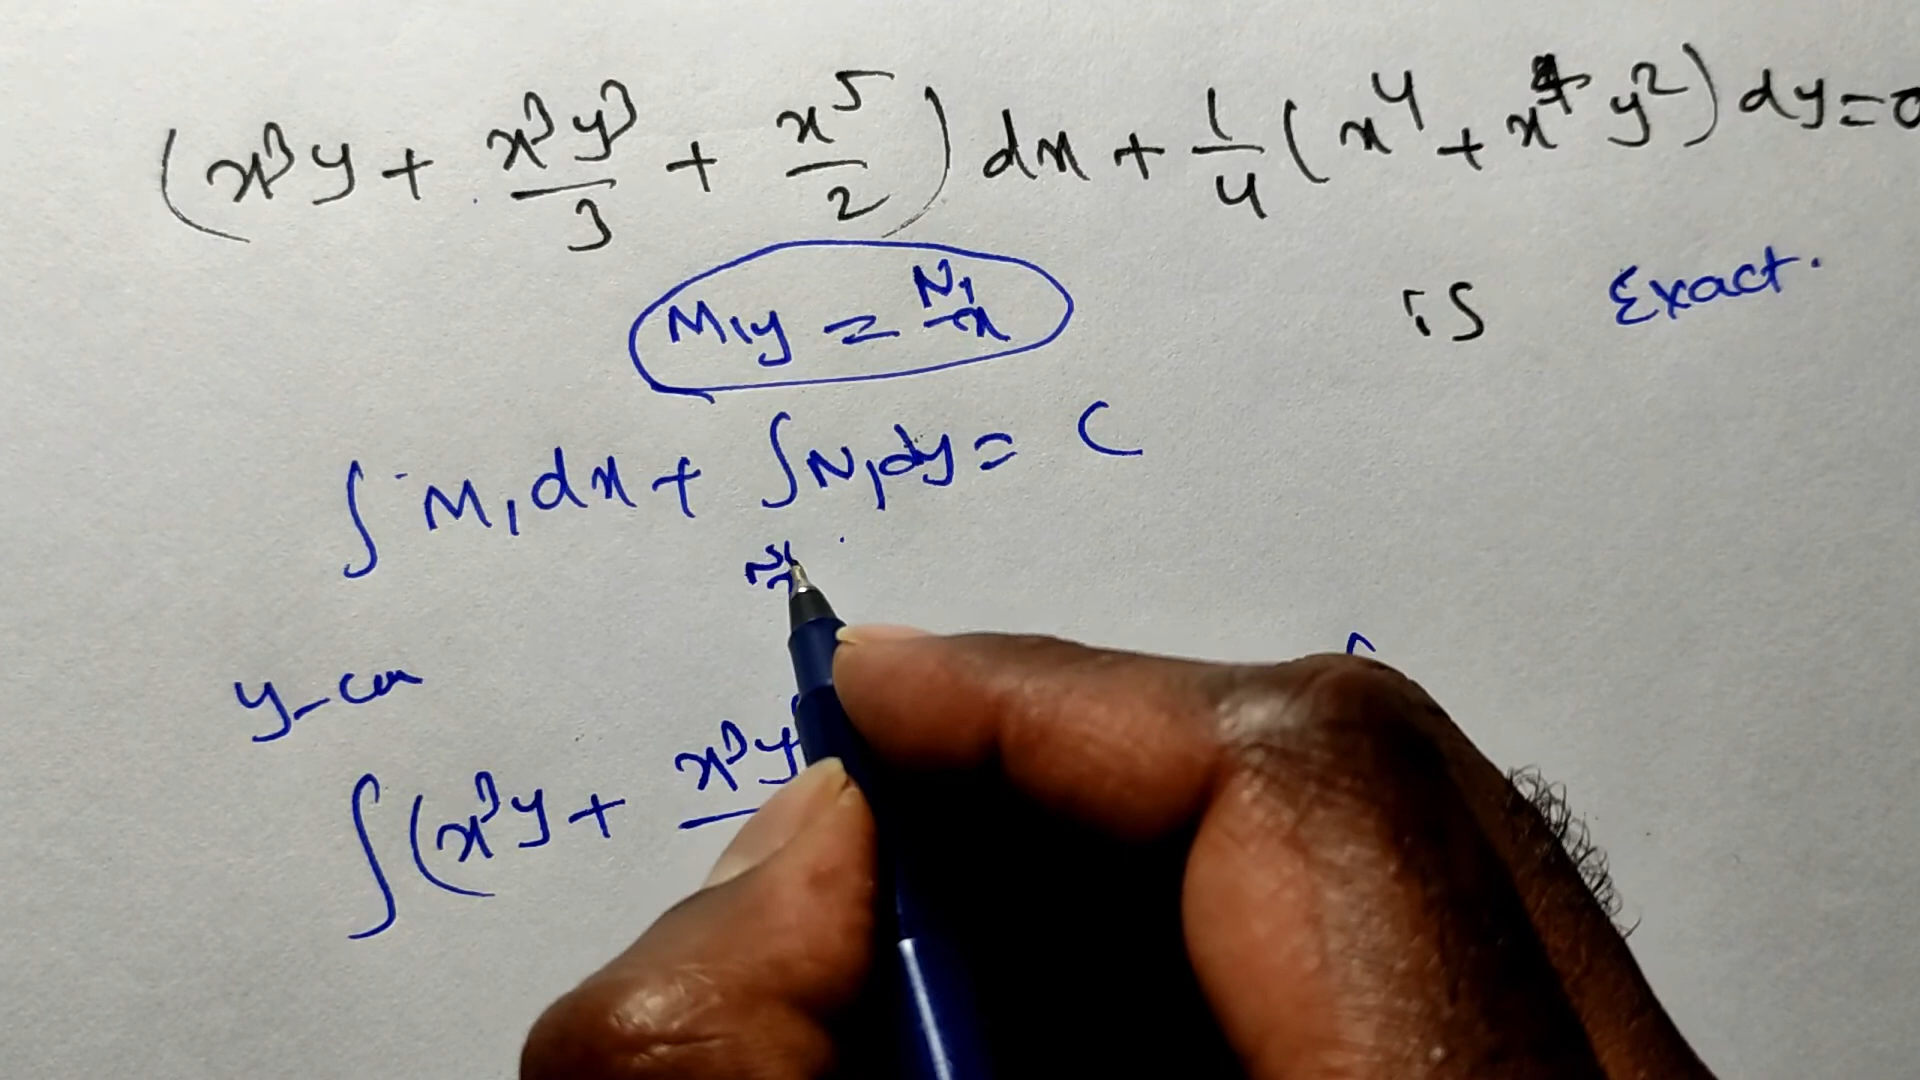 (x³y + x³y³/3 + x⁵/2) dx + 1/4 (x⁴ + x⁴y²) dy = 0
M₁y = N₁x is Exact.
∫ M₁dx + ∫ N₁dy = C
y-con
∫ (x³y + x³y